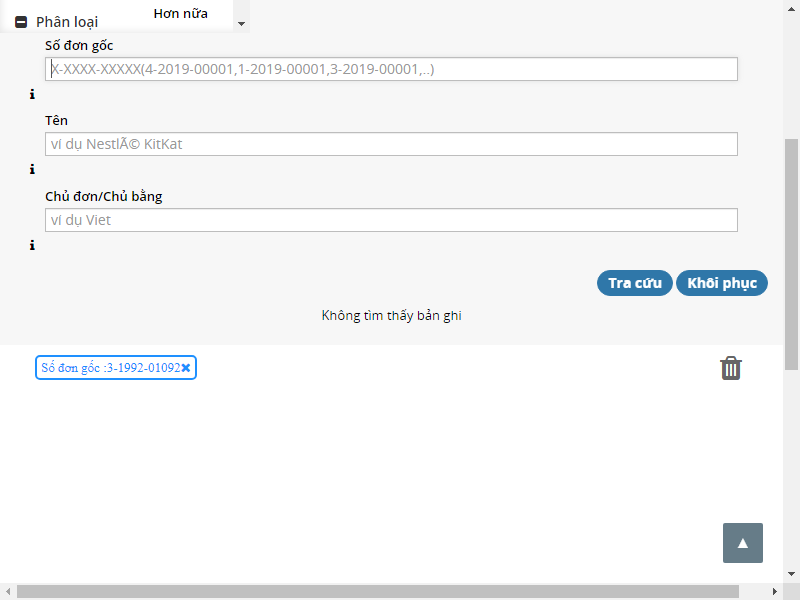 Hơn nữa
Phân loại
Số đơn gốc
X-XXXX-XXXXX(4-2019-00001,1-2019-00001,3-2019-00001,..)
Tên
ví dụ NestlÃ© KitKat
Chủ đơn/Chủ bằng
ví dụ Viet
Tra cứu Khôi phục
Không tìm thấy bản ghi
Số đơn gốc :3-1992-01092